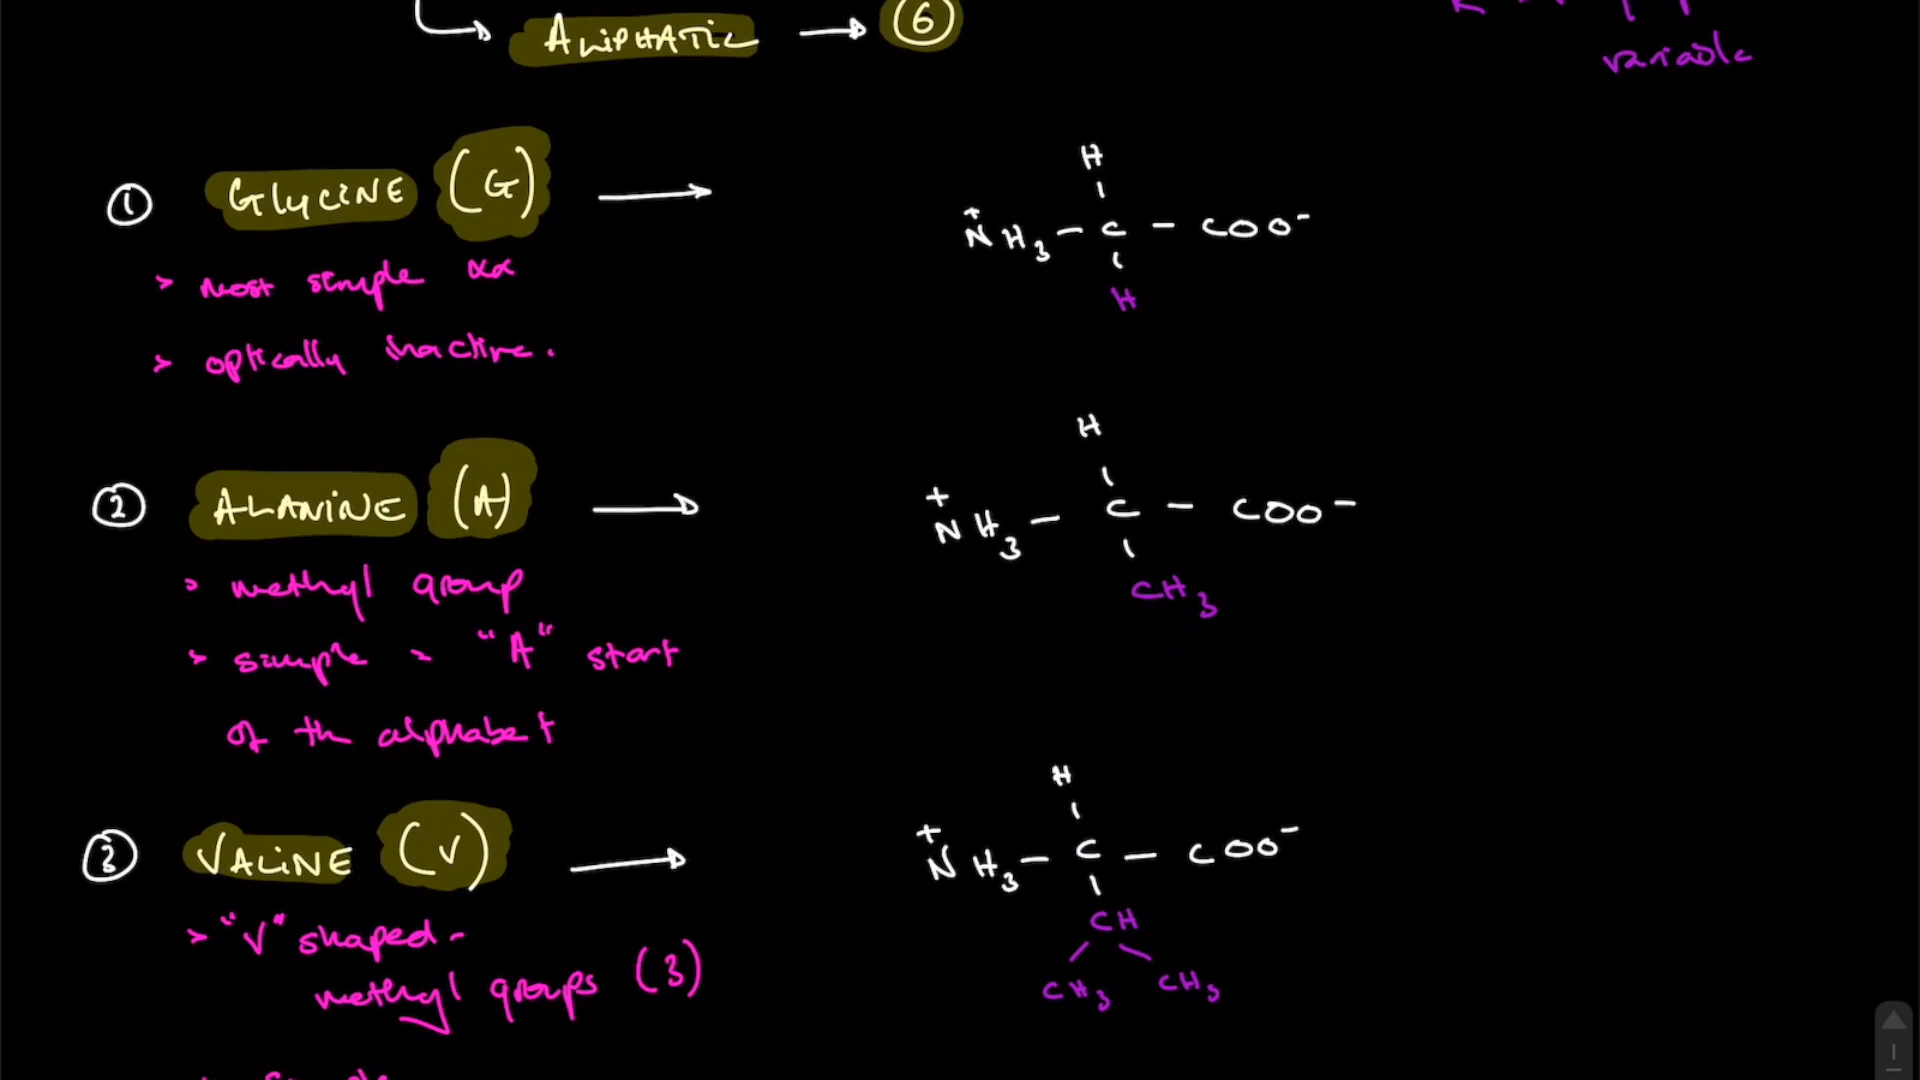 ALIPHATIC → 6
variable
① GLYCINE (G) →
> most simple αα
> optically inactive.
H
⁺NH₃ – C – COO⁻
H
② ALANINE (A) →
> methyl group
> simple = "A" start
of the alphabet
H
⁺NH₃ – C – COO⁻
CH₃
③ VALINE (V) →
> "V" shaped -
methyl groups (3)
H
⁺NH₃ – C – COO⁻
CH
CH₃ CH₃